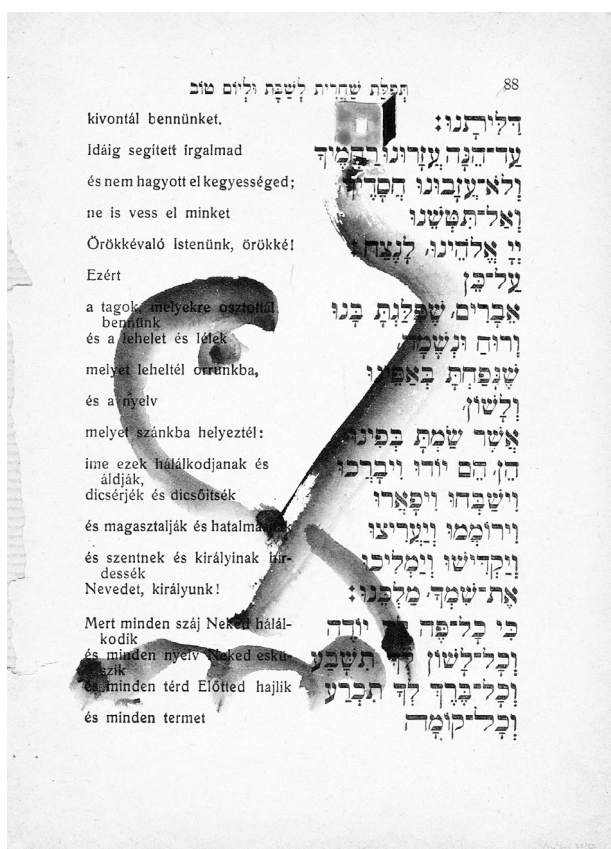 תְּפִלַּת שַׁחֲרִית לְשַׁבָּת וּלְיוֹם טוֹב
88
kivontál bennünket.
Idáig segített irgalmad
és nem hagyott el kegyességed;
ne is vess el minket
Örökkévaló Istenünk, örökké!
Ezért
a tagok, melyekre osztottál
bennünk
és a lehelet és lélek
melyet leheltél orrunkba,
és a nyelv
melyet szánkba helyeztél:
ime ezek hálálkodjanak és
áldják,
dicsérjék és dicsőitsék
és magasztalják és
és szentnek és királyinak hir-
dessék
Nevedet, királyunk!
Mert minden száj Neked hálál-
kodik
és minden nyelv Neked eskü-
szik
és minden térd Előtted hajlik
és minden termet
דִּלִּיתָנוּ:
עַד־הֵנָּה עֲזָרוּנוּ רַחֲמֶיךָ
וְלֹא־עֲזָבוּנוּ חֲסָדֶיךָ
וְאַל־תִּטְּשֵׁנוּ
יְיָ אֱלֹהֵינוּ, לָנֶצַח:
עַל־כֵּן
אֵבָרִים, שֶׁפִּלַּגְתָּ בָּנוּ
וְרוּחַ וּנְשָׁמָה
שֶׁנָּפַחְתָּ בְּאַפֵּינוּ
וְלָשׁוֹן,
אֲשֶׁר שַׂמְתָּ בְּפִינוּ
הֵן, הֵם יוֹדוּ וִיבָרְכוּ
וִישַׁבְּחוּ וִיפָאֲרוּ
וִירוֹמְמוּ וְיַעֲרִיצוּ
וְיַקְדִּישׁוּ וְיַמְלִיכוּ
אֶת־שִׁמְךָ, מַלְכֵּנוּ:
כִּי כָל־פֶּה לְךָ יוֹדֶה
וְכָל־לָשׁוֹן לְךָ תִשָּׁבַע
וְכָל־בֶּרֶךְ לְךָ תִכְרַע
וְכָל־קוֹמָה